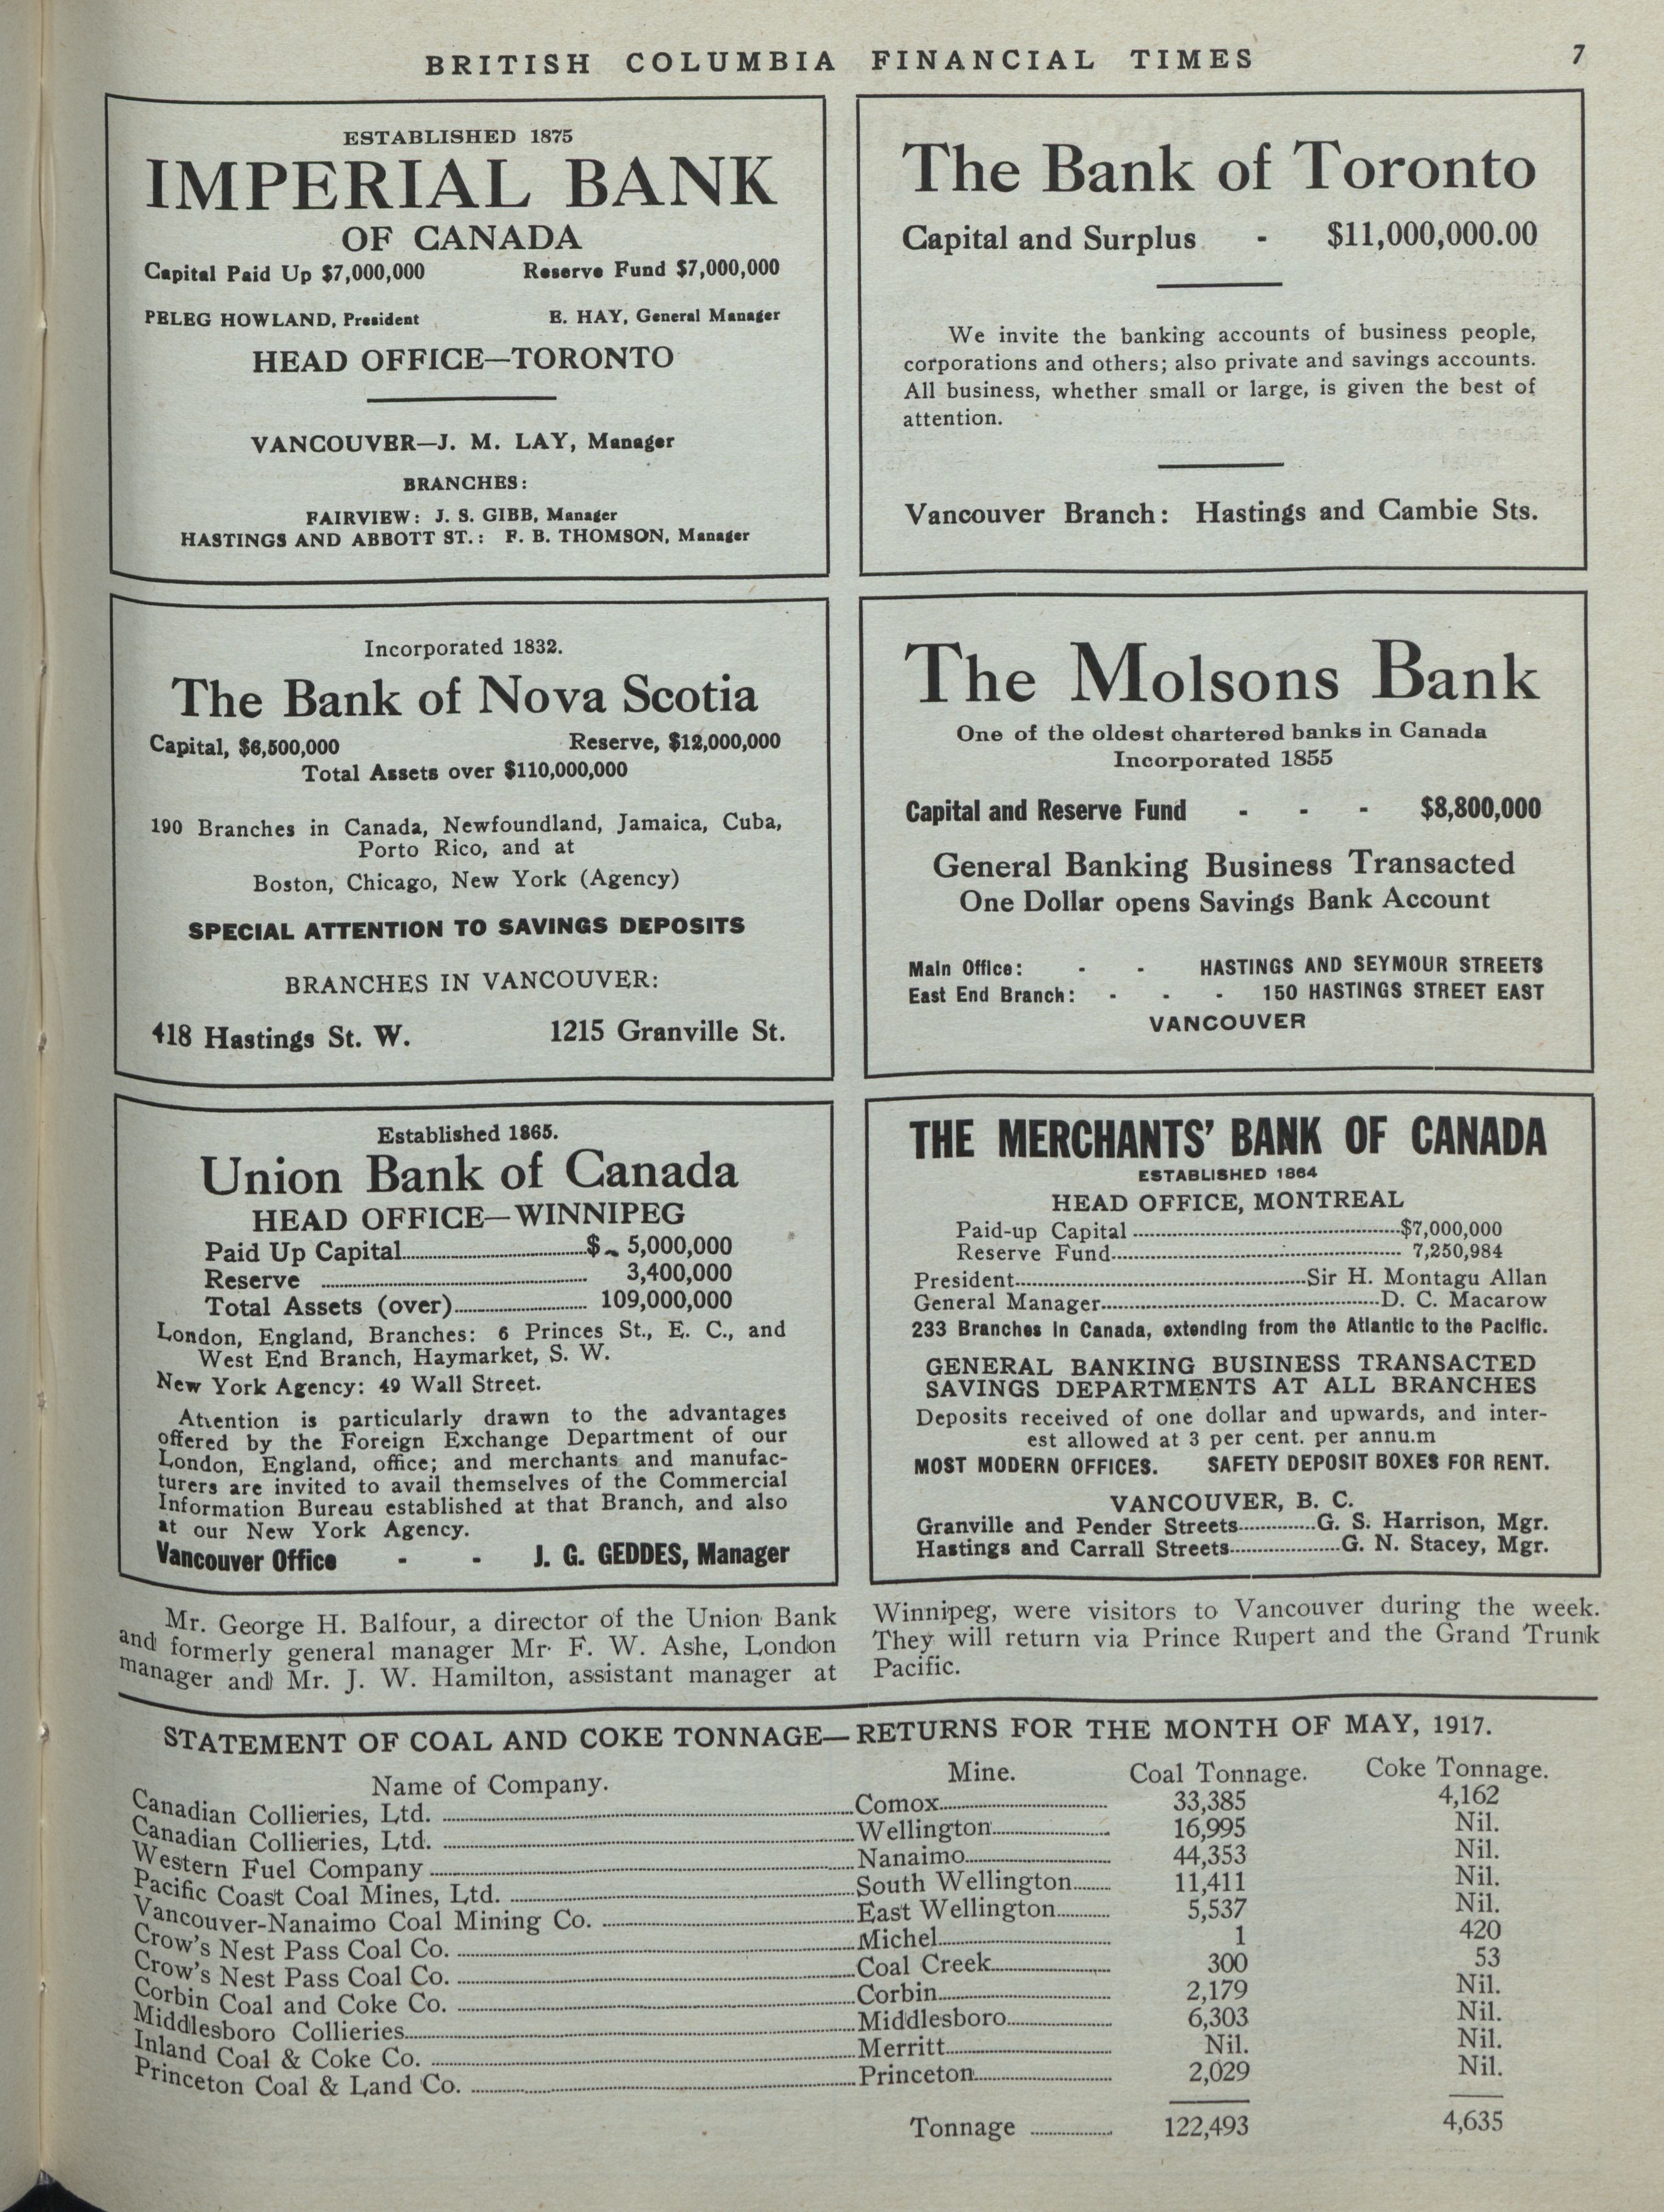 BRITISH COLUMBIA FINANCIAL TIMES 7
ESTABLISHED 1875
IMPERIAL BANK
OF CANADA
Capital Paid Up $7,000,000 Reserve Fund $7,000,000
PELEG HOWLAND, President E. HAY, General Manager
HEAD OFFICE—TORONTO
VANCOUVER—J. M. LAY, Manager
BRANCHES:
FAIRVIEW: J. S. GIBB, Manager
HASTINGS AND ABBOTT ST.: F. B. THOMSON, Manager
The Bank of Toronto
Capital and Surplus - $11,000,000.00
We invite the banking accounts of business people,
corporations and others; also private and savings accounts.
All business, whether small or large, is given the best of
attention.
Vancouver Branch: Hastings and Cambie Sts.
Incorporated 1832.
The Bank of Nova Scotia
Capital, $6,500,000 Reserve, $12,000,000
Total Assets over $110,000,000
190 Branches in Canada, Newfoundland, Jamaica, Cuba,
Porto Rico, and at
Boston, Chicago, New York (Agency)
SPECIAL ATTENTION TO SAVINGS DEPOSITS
BRANCHES IN VANCOUVER:
418 Hastings St. W. 1215 Granville St.
The Molsons Bank
One of the oldest chartered banks in Canada
Incorporated 1855
Capital and Reserve Fund - - - $8,800,000
General Banking Business Transacted
One Dollar opens Savings Bank Account
Main Office: - - HASTINGS AND SEYMOUR STREETS
East End Branch: - - - 150 HASTINGS STREET EAST
VANCOUVER
Established 1865.
Union Bank of Canada
HEAD OFFICE—WINNIPEG
Paid Up Capital $ 5,000,000
Reserve 3,400,000
Total Assets (over) 109,000,000
London, England, Branches: 6 Princes St., E. C., and
West End Branch, Haymarket, S. W.
New York Agency: 49 Wall Street.
Attention is particularly drawn to the advantages
offered by the Foreign Exchange Department of our
London, England, office; and merchants and manufac-
turers are invited to avail themselves of the Commercial
Information Bureau established at that Branch, and also
at our New York Agency.
Vancouver Office - - J. G. GEDDES, Manager
THE MERCHANTS' BANK OF CANADA
ESTABLISHED 1864
HEAD OFFICE, MONTREAL
Paid-up Capital $7,000,000
Reserve Fund 7,250,984
President Sir H. Montagu Allan
General Manager D. C. Macarow
233 Branches in Canada, extending from the Atlantic to the Pacific.
GENERAL BANKING BUSINESS TRANSACTED
SAVINGS DEPARTMENTS AT ALL BRANCHES
Deposits received of one dollar and upwards, and inter-
est allowed at 3 per cent. per annu.m
MOST MODERN OFFICES. SAFETY DEPOSIT BOXES FOR RENT.
VANCOUVER, B. C.
Granville and Pender Streets G. S. Harrison, Mgr.
Hastings and Carrall Streets G. N. Stacey, Mgr.
Mr. George H. Balfour, a director of the Union Bank
and formerly general manager Mr. F. W. Ashe, London
manager and Mr. J. W. Hamilton, assistant manager at
Winnipeg, were visitors to Vancouver during the week.
They will return via Prince Rupert and the Grand Trunk
Pacific.
STATEMENT OF COAL AND COKE TONNAGE—RETURNS FOR THE MONTH OF MAY, 1917.
Name of Company. Mine. Coal Tonnage. Coke Tonnage.
Canadian Collieries, Ltd. Comox 33,385 4,162
Canadian Collieries, Ltd. Wellington 16,995 Nil.
Western Fuel Company Nanaimo 44,353 Nil.
Pacific Coast Coal Mines, Ltd. South Wellington 11,411 Nil.
Vancouver-Nanaimo Coal Mining Co. East Wellington 5,537 Nil.
Crow's Nest Pass Coal Co. Michel 1 420
Crow's Nest Pass Coal Co. Coal Creek 300 53
Corbin Coal and Coke Co. Corbin 2,179 Nil.
Middlesboro Collieries Middlesboro 6,303 Nil.
Inland Coal & Coke Co. Merritt Nil. Nil.
Princeton Coal & Land Co. Princeton 2,029 Nil.
Tonnage 122,493 4,635